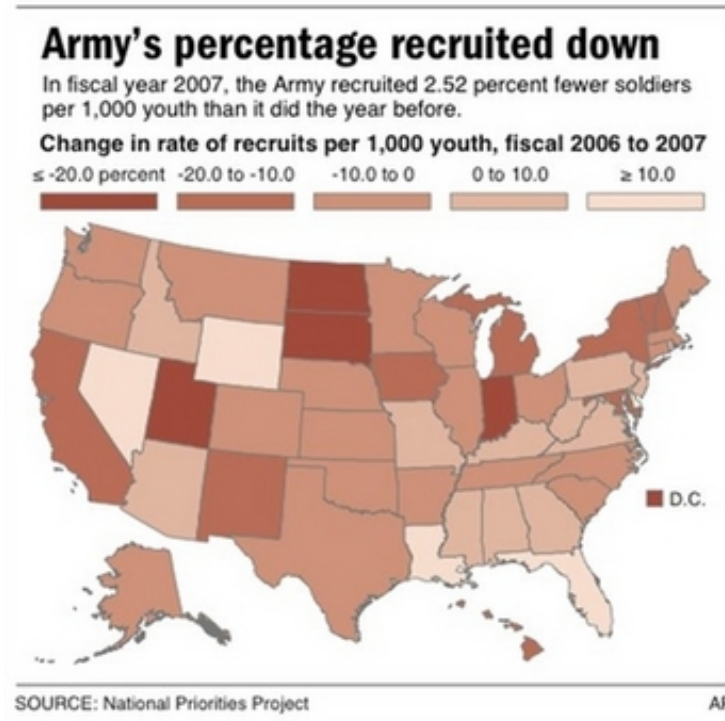 Army's percentage recruited down
In fiscal year 2007, the Army recruited 2.52 percent fewer soldiers
per 1,000 youth than it did the year before.
Change in rate of recruits per 1,000 youth, fiscal 2006 to 2007
≤ -20.0 percent -20.0 to -10.0 -10.0 to 0 0 to 10.0 ≥ 10.0
D.C.
SOURCE: National Priorities Project